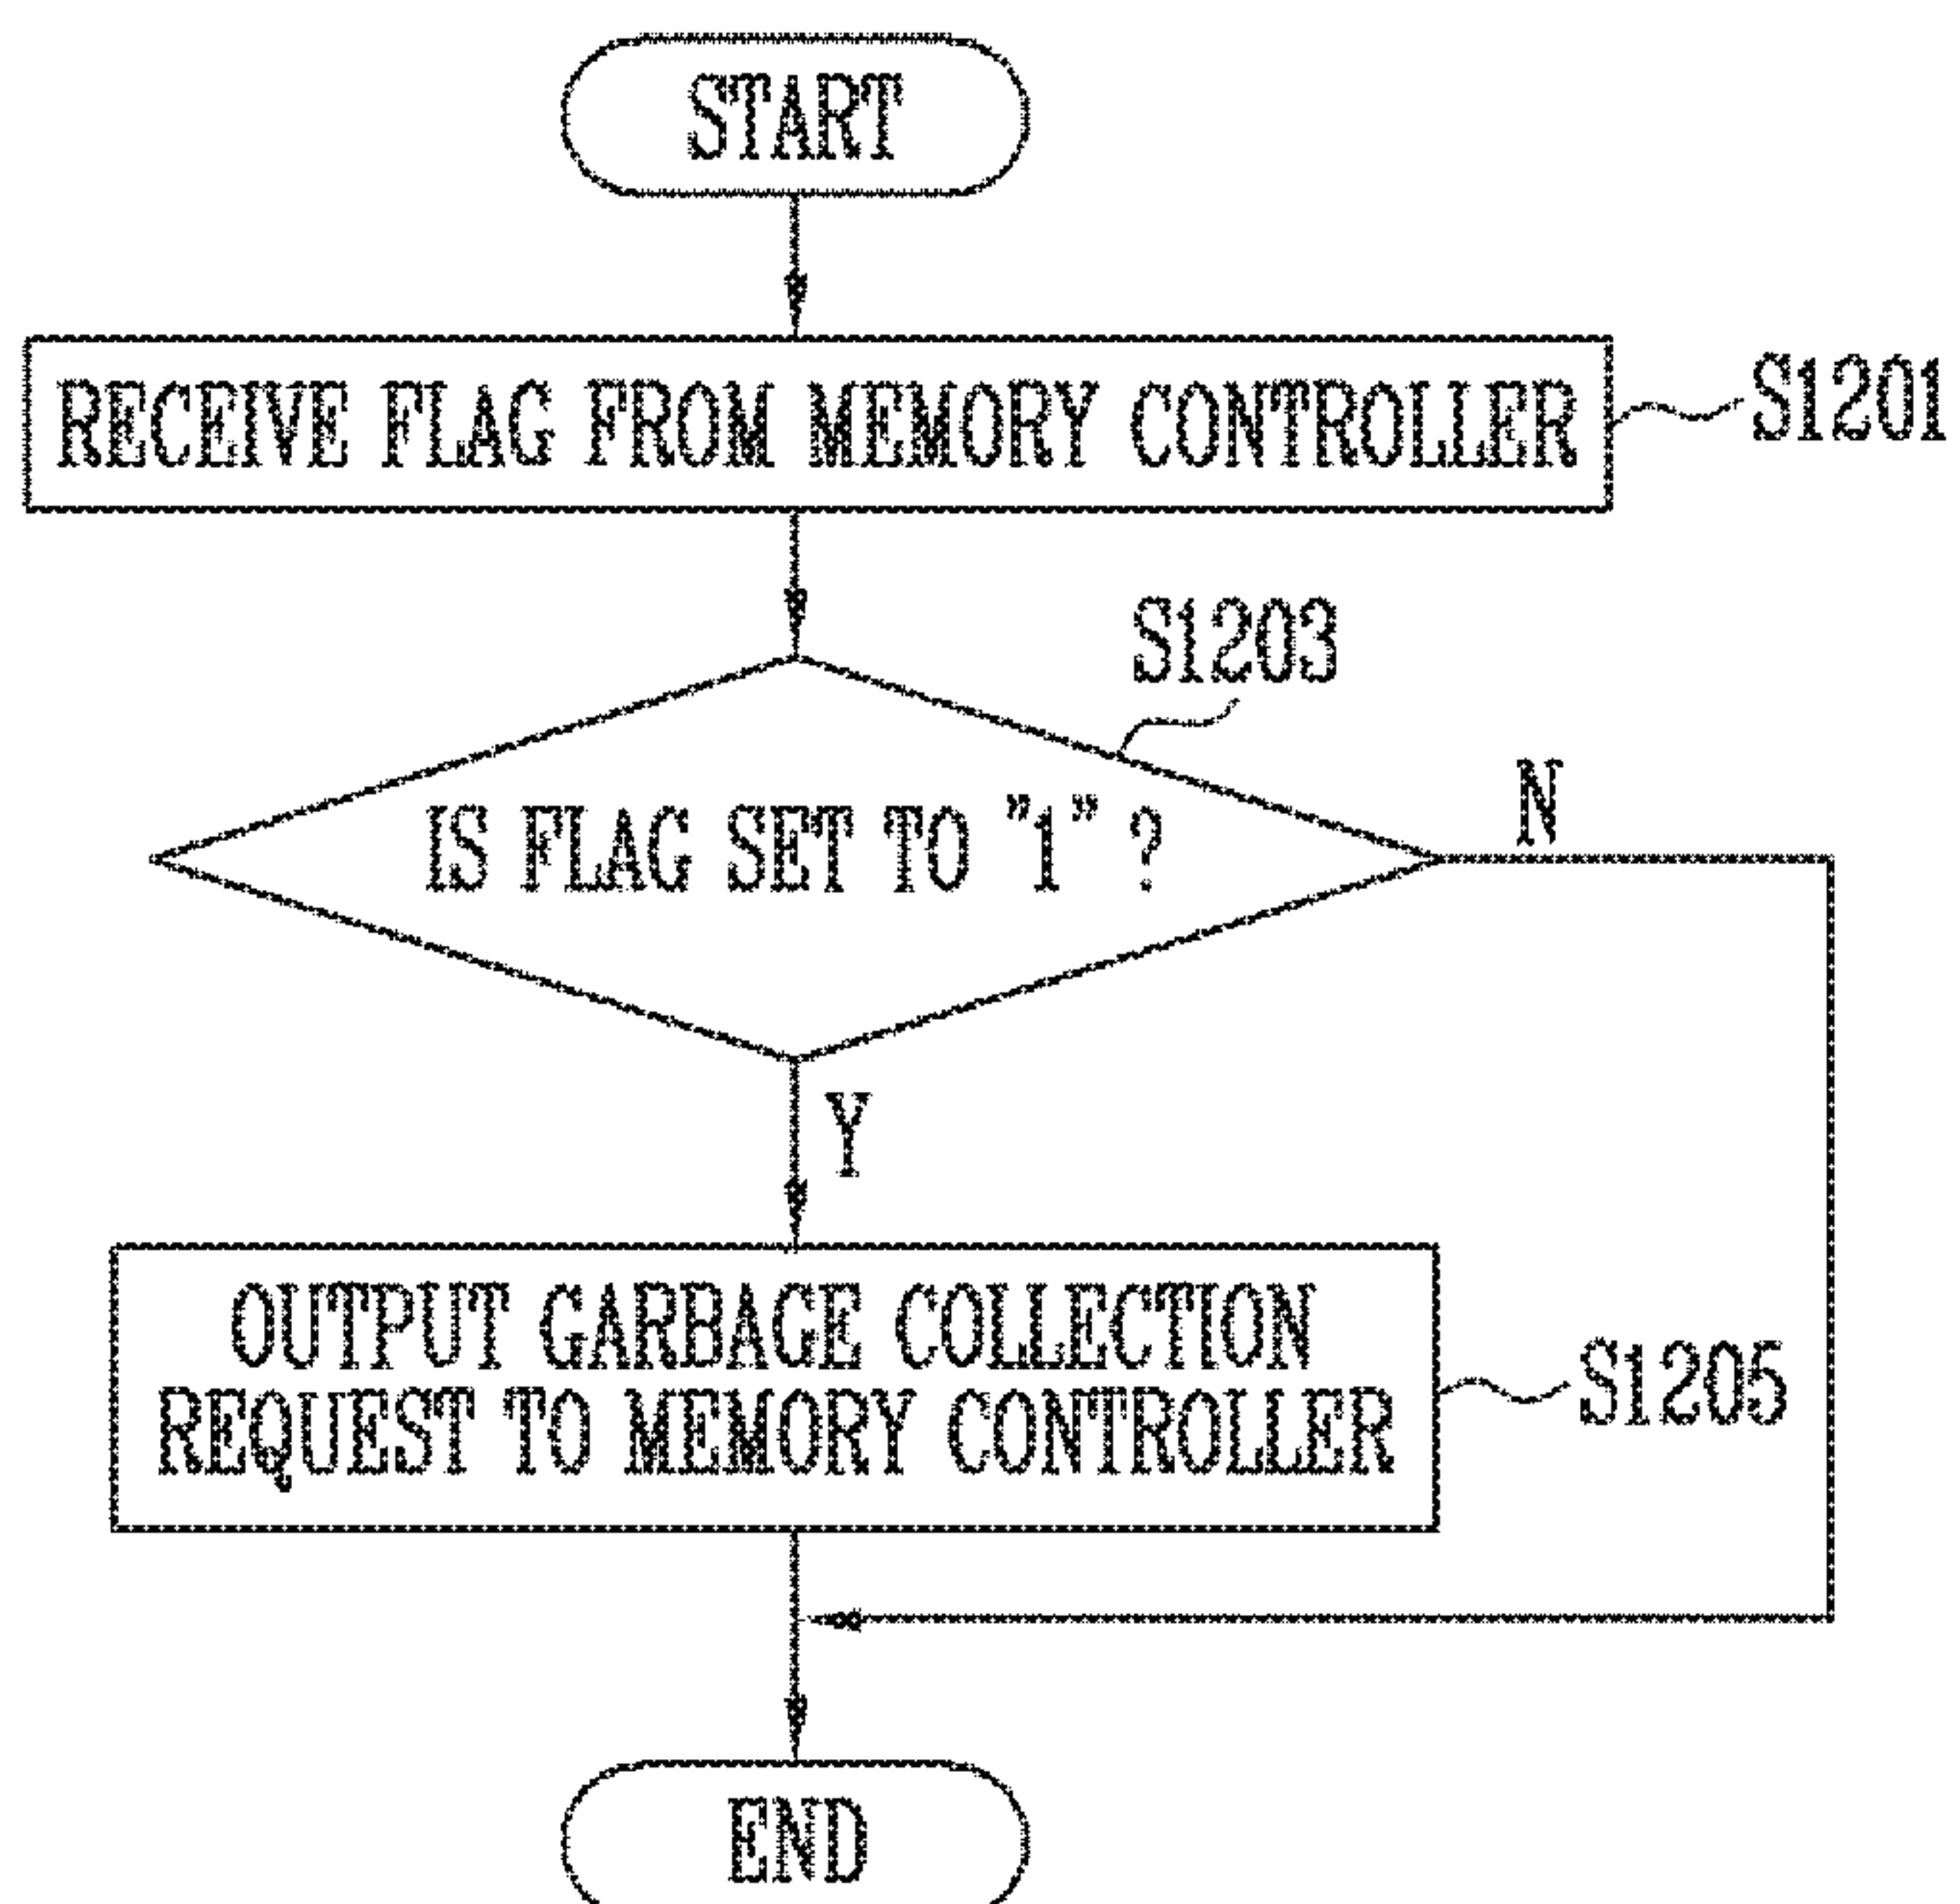 START
RECEIVE FLAG FROM MEMORY CONTROLLER
S1201
S1203
IS FLAG SET TO "1" ?
N
Y
OUTPUT GARBAGE COLLECTION
REQUEST TO MEMORY CONTROLLER
S1205
END